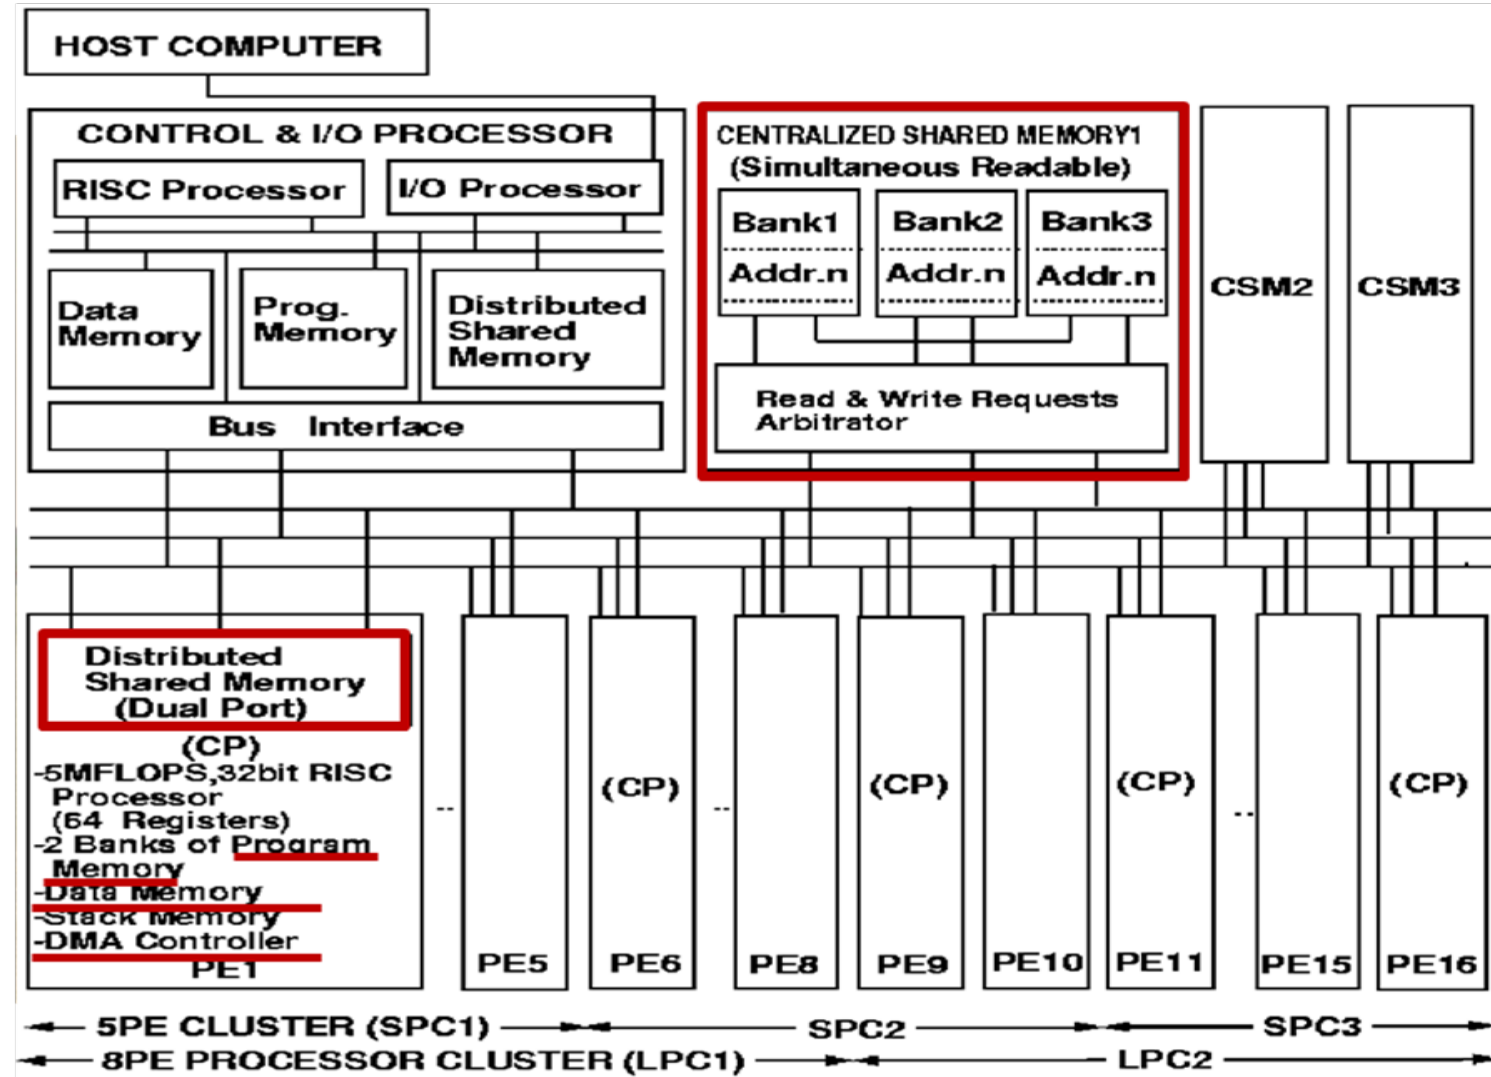 HOST COMPUTER
CONTROL & I/O PROCESSOR
RISC Processor
I/O Processor
Data
Memory
Prog.
Memory
Distributed
Shared
Memory
Bus Interface
CENTRALIZED SHARED MEMORY1
(Simultaneous Readable)
Bank1
Addr.n
Bank2
Addr.n
Bank3
Addr.n
Read & Write Requests
Arbitrator
CSM2
CSM3
Distributed
Shared Memory
(Dual Port)
(CP)
-5MFLOPS,32bit RISC
Processor
(64 Registers)
-2 Banks of Program
Memory
-Data Memory
-Stack Memory
-DMA Controller
PE1
..
PE5
(CP)
PE6
..
PE8
(CP)
PE9
PE10
(CP)
PE11
..
PE15
(CP)
PE16
5PE CLUSTER (SPC1)
SPC2
SPC3
8PE PROCESSOR CLUSTER (LPC1)
LPC2